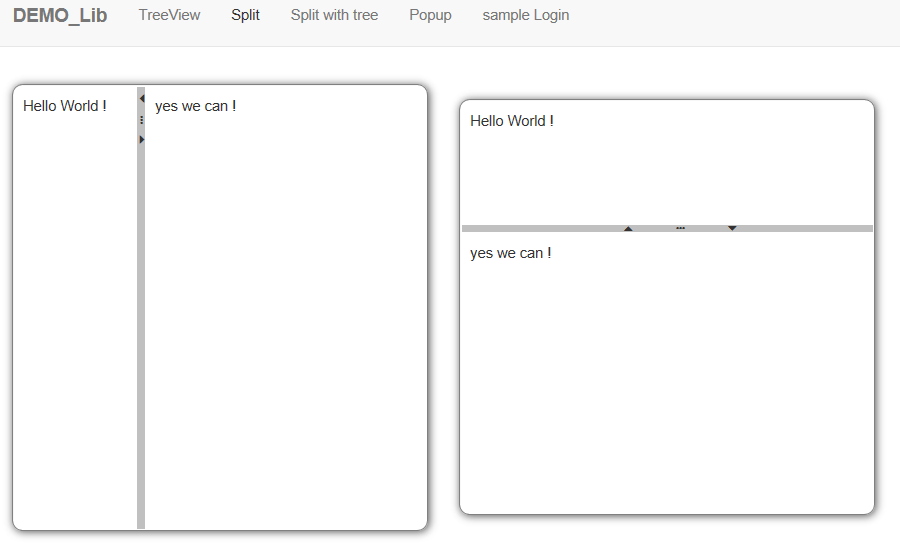 DEMO_Lib TreeView Split Split with tree Popup sample Login
Hello World !
yes we can !
Hello World !
yes we can !